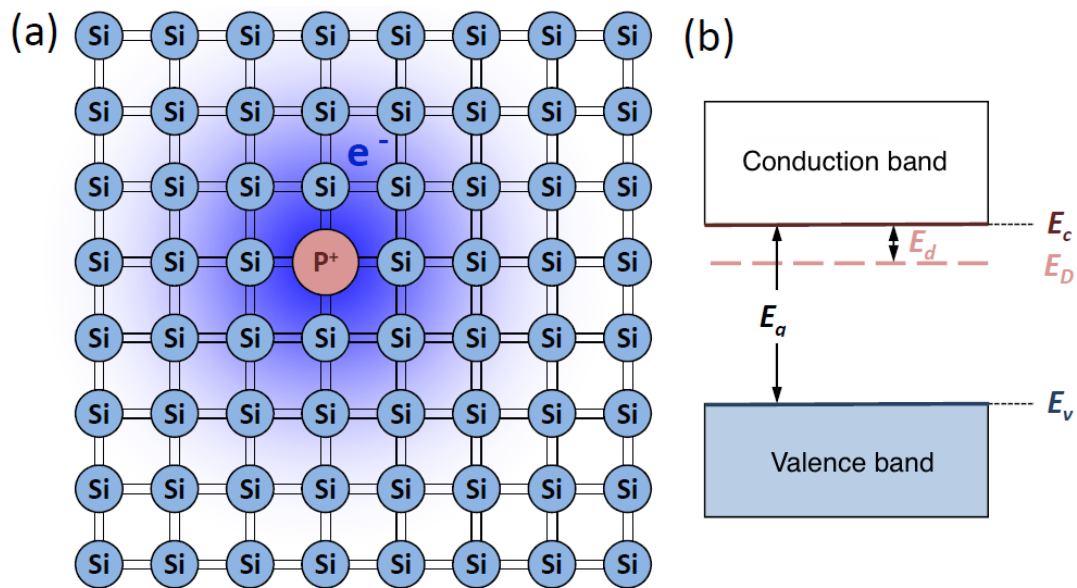 (a)
Si Si Si Si Si Si Si Si
Si Si Si Si Si Si Si Si
e -
Si Si Si Si Si Si Si Si
Si Si Si P⁺ Si Si Si Si
Si Si Si Si Si Si Si Si
Si Si Si Si Si Si Si Si
Si Si Si Si Si Si Si Si
Si Si Si Si Si Si Si Si
(b)
Conduction band
E_c
E_d
E_D
E_q
E_v
Valence band